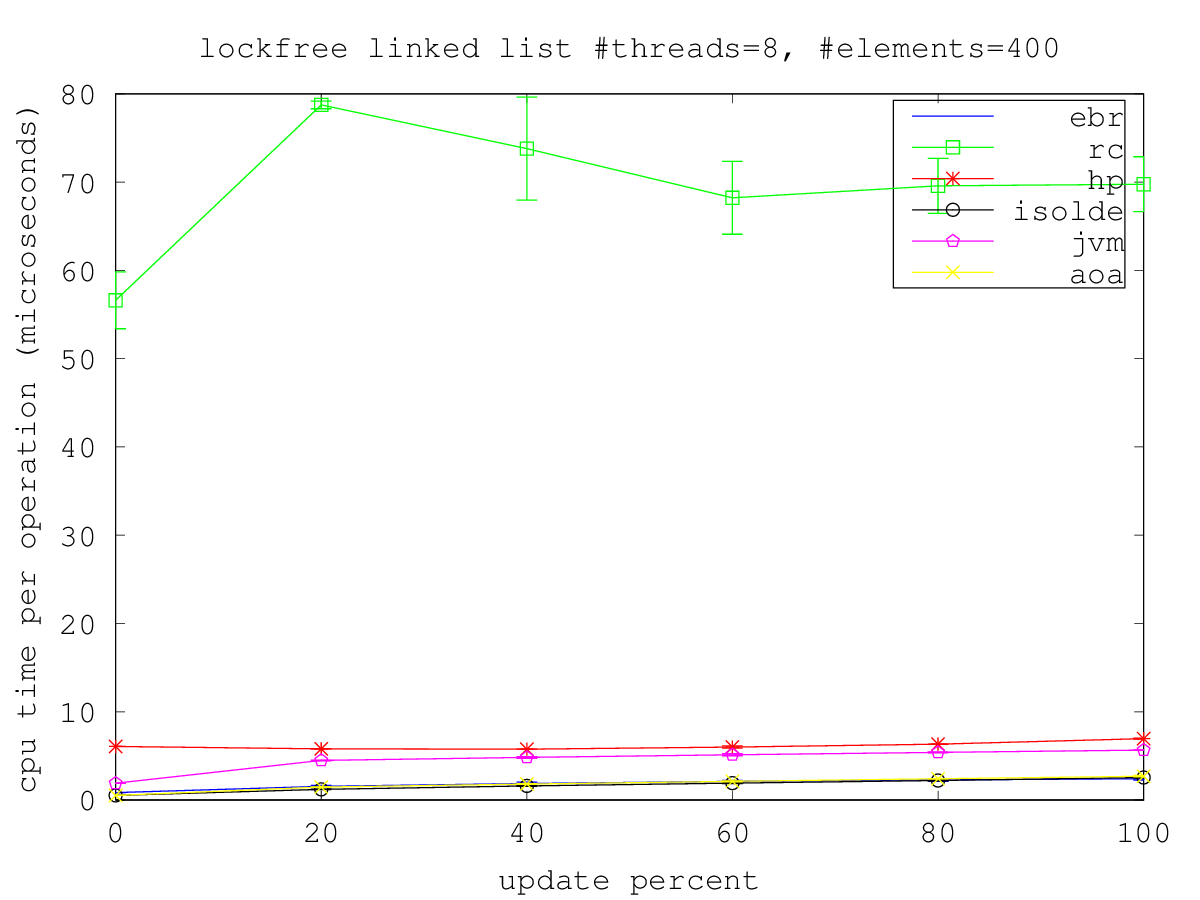 lockfree linked list #threads=8, #elements=400
cpu time per operation (microseconds)
80
70
60
50
40
30
20
10
0
ebr
rc
hp
isolde
jvm
aoa
0 20 40 60 80 100
update percent